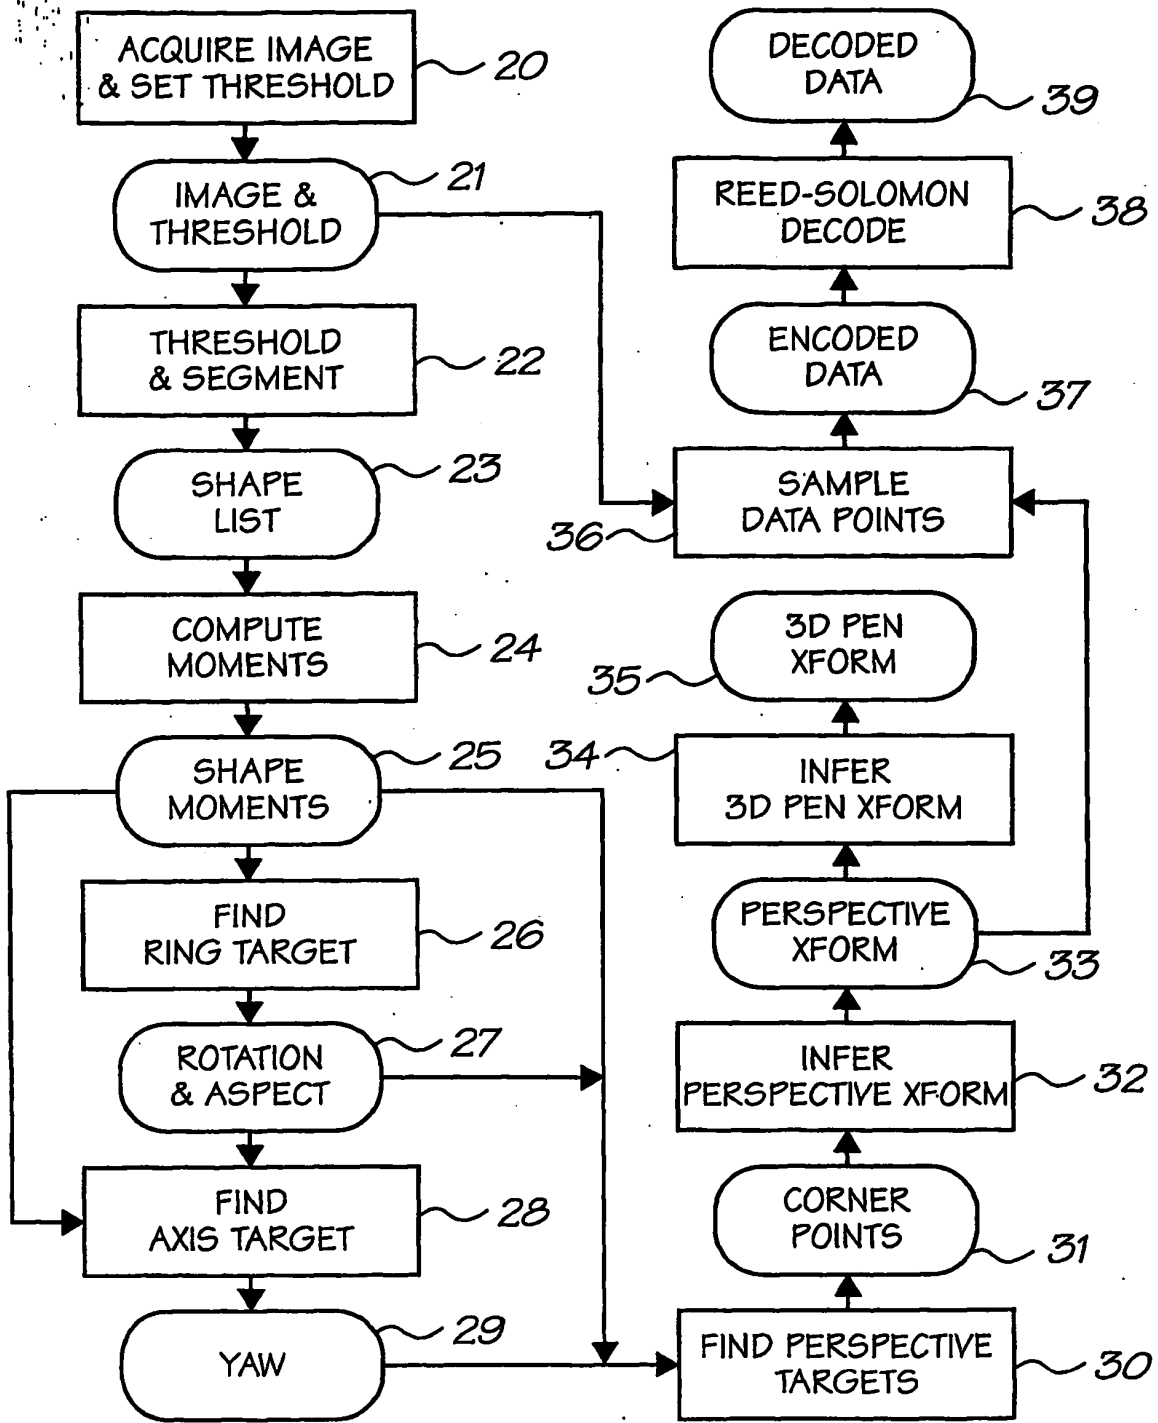 ACQUIRE IMAGE
& SET THRESHOLD
20
IMAGE &
THRESHOLD
21
THRESHOLD
& SEGMENT
22
SHAPE
LIST
23
COMPUTE
MOMENTS
24
SHAPE
MOMENTS
25
FIND
RING TARGET
26
ROTATION
& ASPECT
27
FIND
AXIS TARGET
28
YAW
29
DECODED
DATA
39
REED-SOLOMON
DECODE
38
ENCODED
DATA
37
SAMPLE
DATA POINTS
36
3D PEN
XFORM
35
INFER
3D PEN XFORM
34
PERSPECTIVE
XFORM
33
INFER
PERSPECTIVE XFORM
32
CORNER
POINTS
31
FIND PERSPECTIVE
TARGETS
30